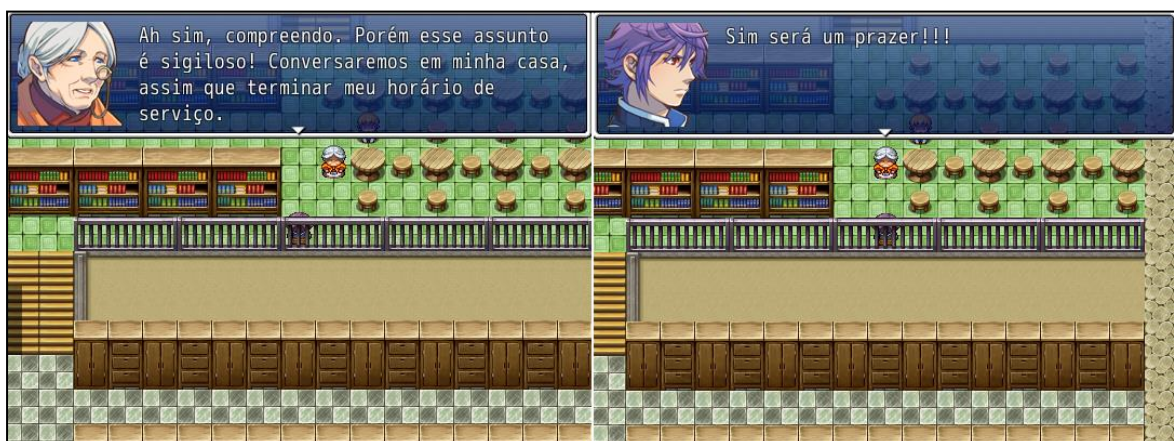 Ah sim, compreendo. Porém esse assunto
é sigiloso! Conversaremos em minha casa,
assim que terminar meu horário de
serviço.
Sim será um prazer!!!